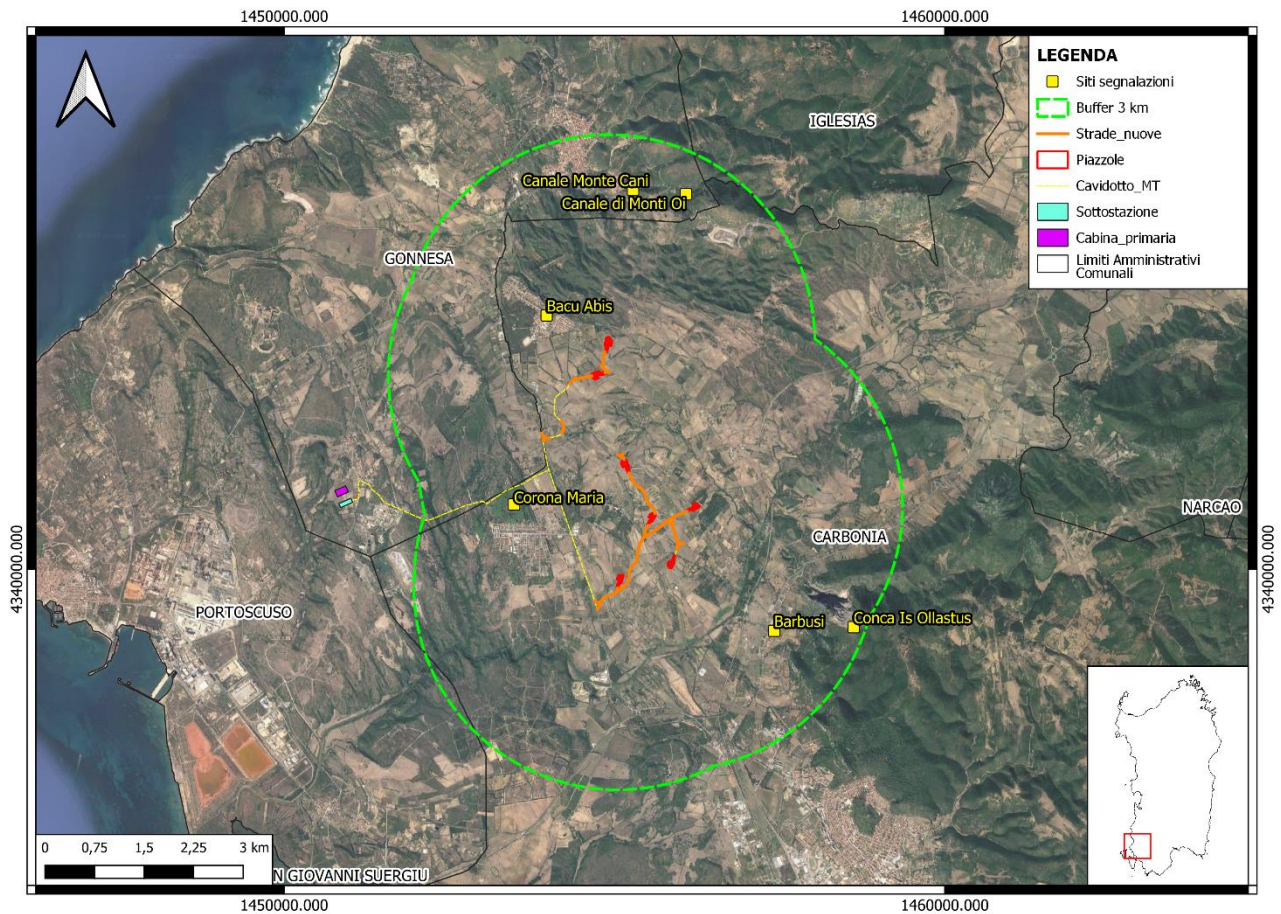 1450000.000
1460000.000
LEGENDA
Siti segnalazioni
Buffer 3 km
Strade_nuove
Piazzole
Cavidotto_MT
Sottostazione
Cabina_primaria
Limiti Amministrativi
Comunali
IGLESIAS
Canale Monte Cani
Canale di Monti Oi
GONNESA
Bacu Abis
Corona Maria
NARCAO
CARBONIA
4340000.000
4340000.000
PORTOSCUSO
Barbusi
Conca Is Ollastus
0
0,75
1,5
2,25
3 km
N GIOVANNI SUERGIU
1450000.000
1460000.000